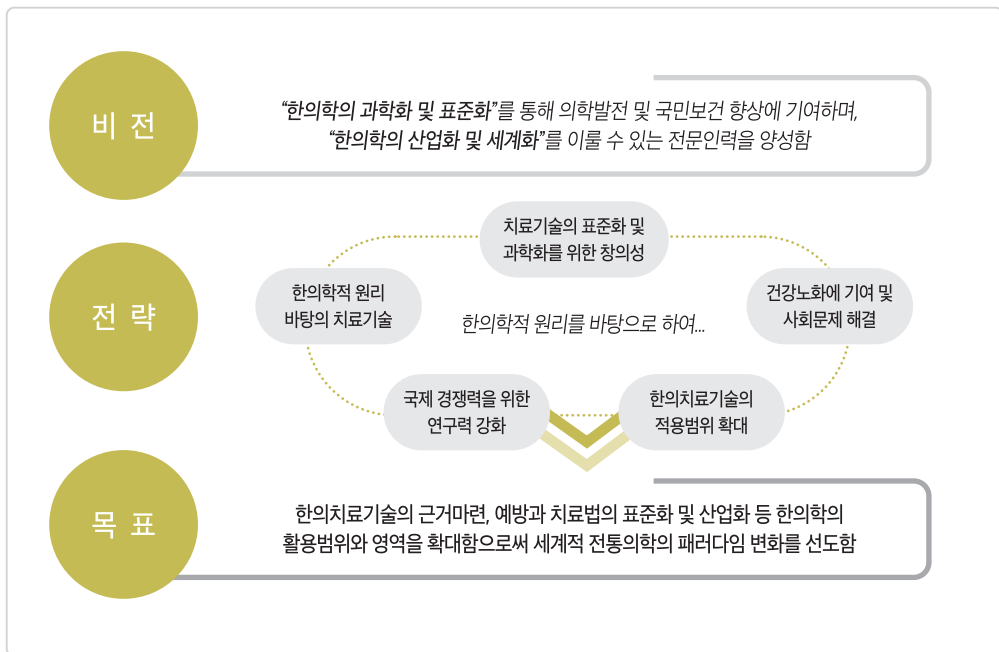 비 전
“한의학의 과학화 및 표준화”를 통해 의학발전 및 국민보건 향상에 기여하며,
“한의학의 산업화 및 세계화”를 이룰 수 있는 전문인력을 양성함
전 략
치료기술의 표준화 및
과학화를 위한 창의성
한의학적 원리
바탕의 치료기술
건강노화에 기여 및
사회문제 해결
한의학적 원리를 바탕으로 하여...
국제 경쟁력을 위한
연구력 강화
한의치료기술의
적용범위 확대
목 표
한의치료기술의 근거마련, 예방과 치료법의 표준화 및 산업화 등 한의학의
활용범위와 영역을 확대함으로써 세계적 전통의학의 패러다임 변화를 선도함